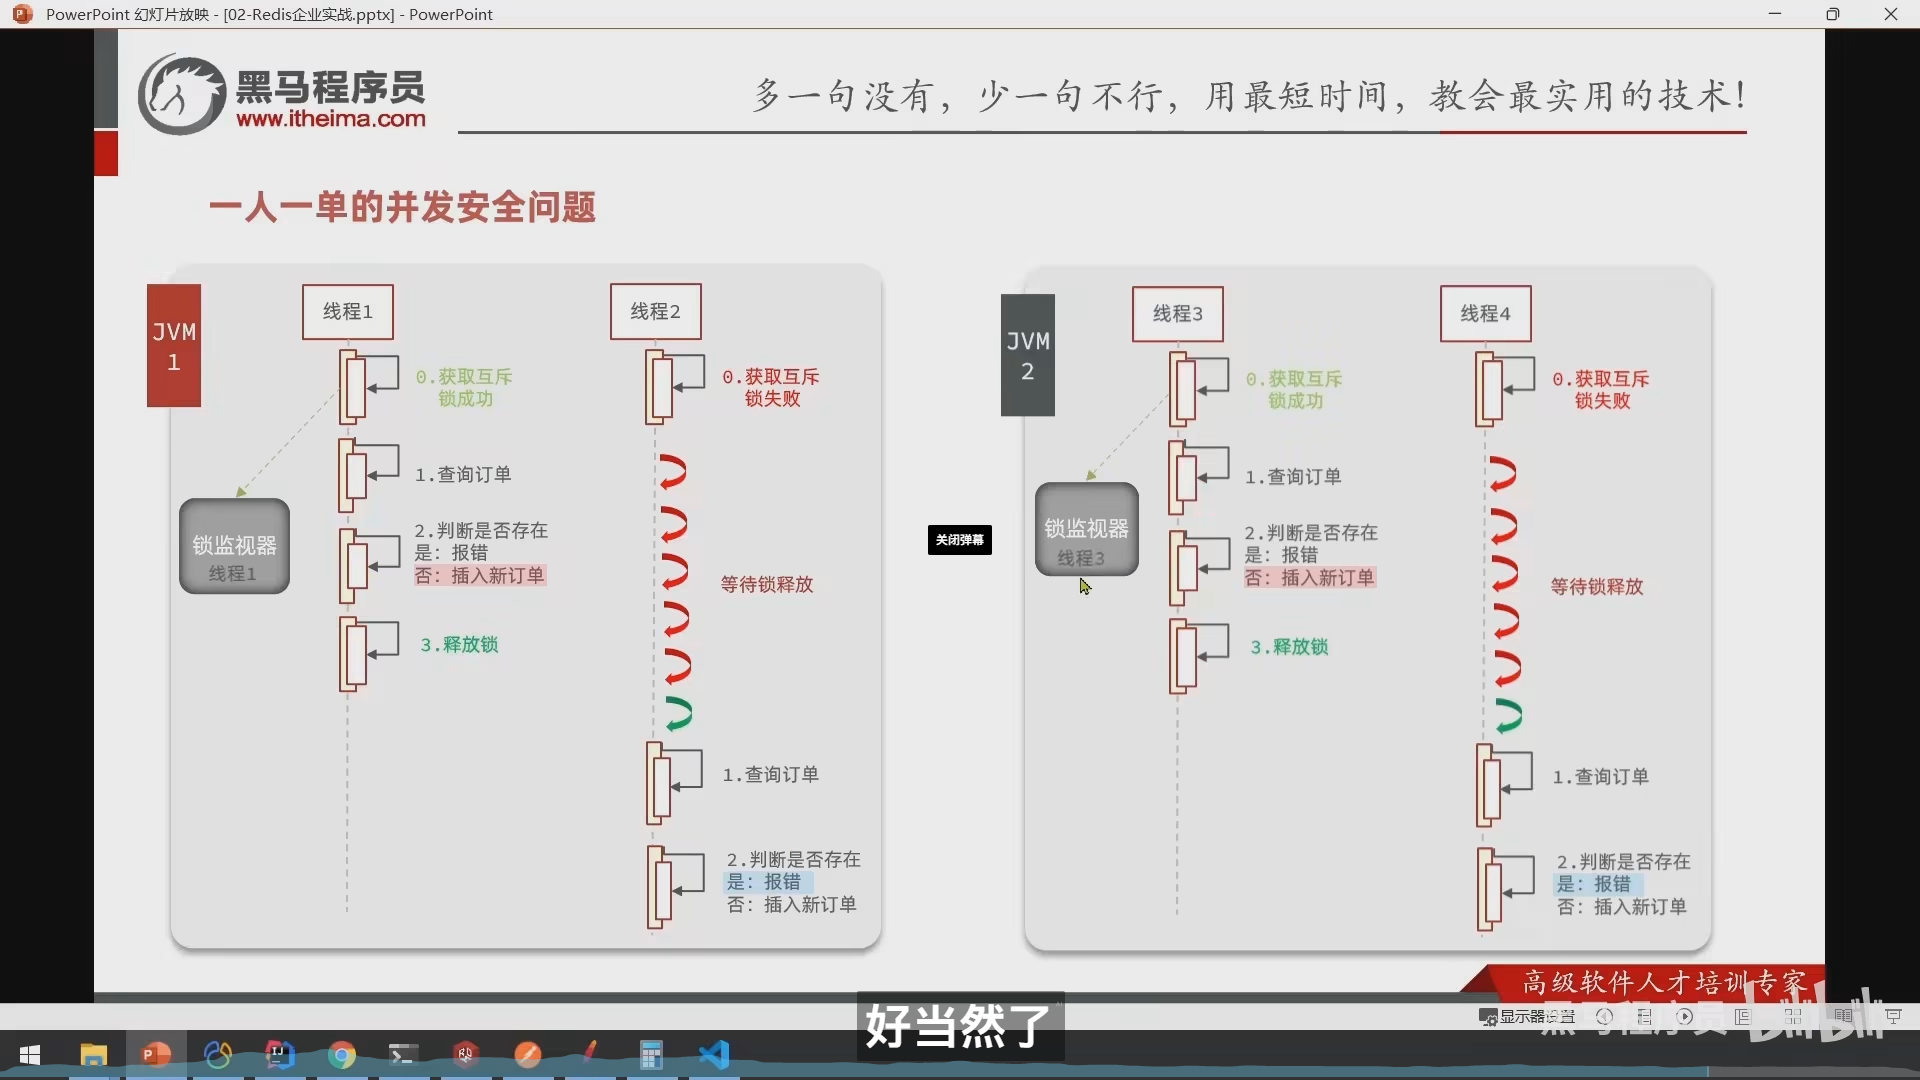 PowerPoint 幻灯片放映 - [02-Redis企业实战.pptx] - PowerPoint
黑马程序员
www.itheima.com
多一句没有，少一句不行，用最短时间，教会最实用的技术！
一人一单的并发安全问题
JVM
1
线程1
0.获取互斥
锁成功
1.查询订单
2.判断是否存在
是：报错
否：插入新订单
3.释放锁
锁监视器
线程1
线程2
0.获取互斥
锁失败
等待锁释放
1.查询订单
2.判断是否存在
是：报错
否：插入新订单
关闭弹幕
JVM
2
线程3
0.获取互斥
锁成功
1.查询订单
2.判断是否存在
是：报错
否：插入新订单
3.释放锁
锁监视器
线程3
线程4
0.获取互斥
锁失败
等待锁释放
1.查询订单
2.判断是否存在
是：报错
否：插入新订单
高级软件人才培训专家
好当然了
显示器设置
黑马程序员
bilibili